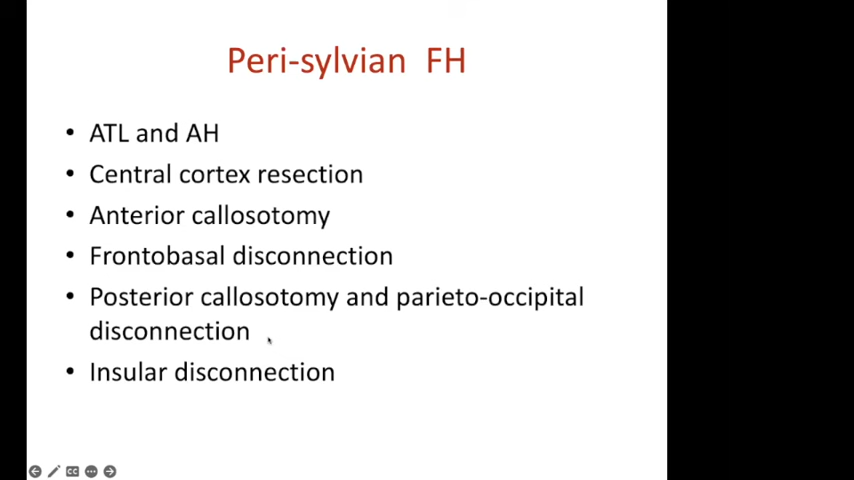 Peri-sylvian FH
• ATL and AH
• Central cortex resection
• Anterior callosotomy
• Frontobasal disconnection
• Posterior callosotomy and parieto-occipital
disconnection
• Insular disconnection
CC